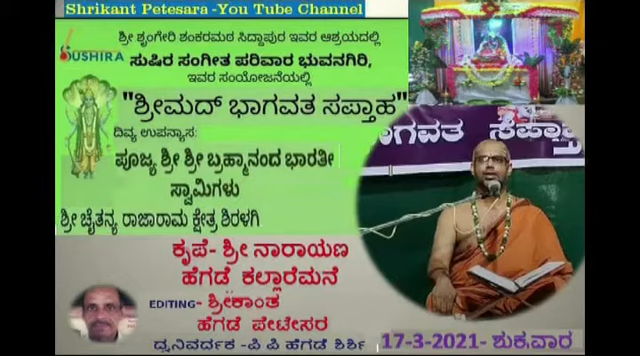 Shrikant Petesara -You Tube Channel
ಶ್ರೀ ಶೃಂಗೇರಿ ಶಂಕರಮಠ ಸಿದ್ದಾಪುರ ಇವರ ಆಶ್ರಯದಲ್ಲಿ
SUSHIRA
ಸುಷಿರ ಸಂಗೀತ ಪರಿವಾರ ಭುವನಗಿರಿ,
ಇವರ ಸಂಯೋಜನೆಯಲ್ಲಿ
"ಶ್ರೀಮದ್ ಭಾಗವತ ಸಪ್ತಾಹ"
ಾಗವತ ಸಪ್ತಾಹ
ದಿವ್ಯ ಉಪನ್ಯಾಸ:
ಪೂಜ್ಯ ಶ್ರೀ ಶ್ರೀ ಬ್ರಹ್ಮಾನಂದ ಭಾರತೀ
ಸ್ವಾಮಿಗಳು
ಶ್ರೀ ಚೈತನ್ಯ ರಾಜಾರಾಮ ಕ್ಷೇತ್ರ ಶಿರಳಗಿ
ಕೃಪೆ- ಶ್ರೀ ನಾರಾಯಣ
ಹೆಗಡೆ ಕಲ್ಲಾರೆಮನೆ
EDITING- ಶ್ರೀಕಾಂತ
ಹೆಗಡೆ ಪೇಟೇಸರ
ಧ್ವನಿವರ್ದಕ -ಪಿ ಪಿ ಹೆಗಡೆ ಶಿರ್ಶಿ
17-3-2021- ಶುಕ್ರವಾರ